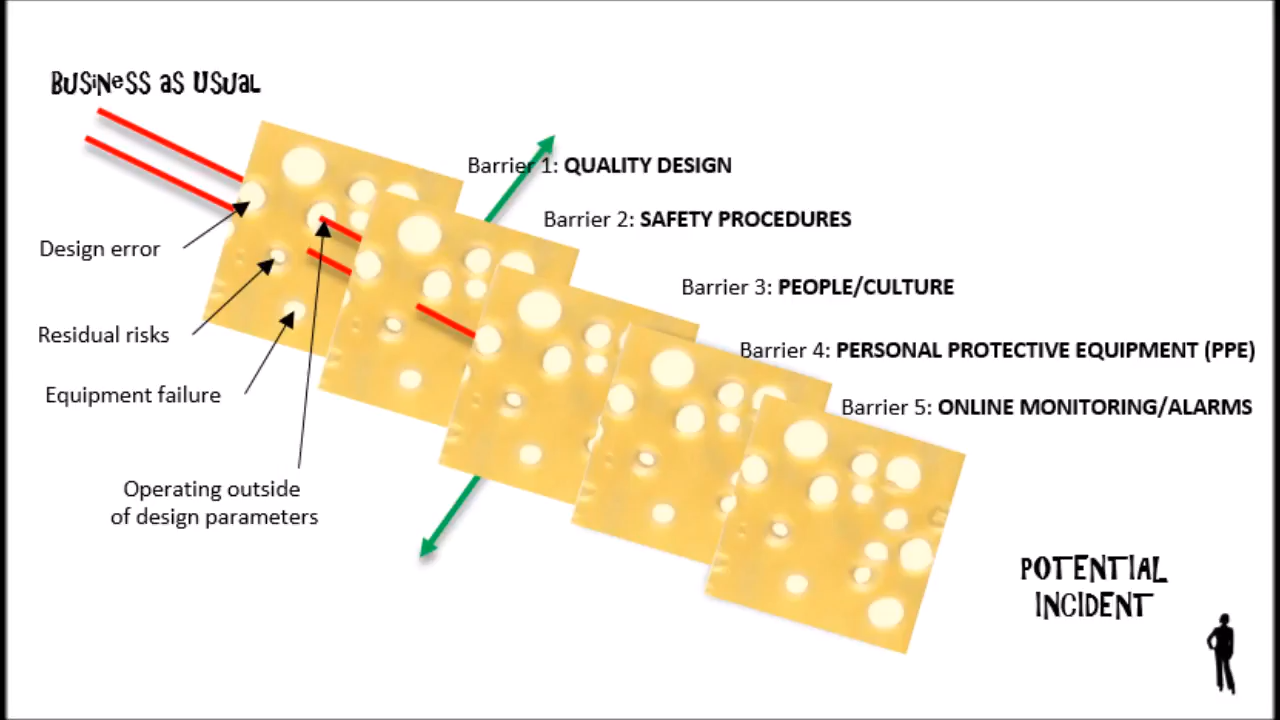 BUSiNeSS aS USUaL
Barrier 1: QUALITY DESIGN
Barrier 2: SAFETY PROCEDURES
Design error
Barrier 3: PEOPLE/CULTURE
Residual risks
Barrier 4: PERSONAL PROTECTIVE EQUIPMENT (PPE)
Equipment failure
Barrier 5: ONLINE MONITORING/ALARMS
Operating outside
of design parameters
POTENTIAL
INCIDENT